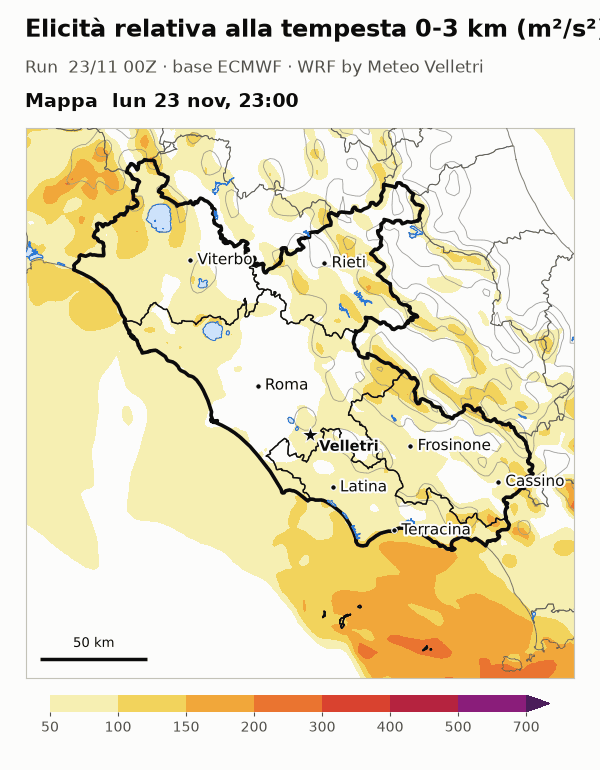 Elicità relativa alla tempesta 0-3 km (m²/s²)
Run 23/11 00Z · base ECMWF · WRF by Meteo Velletri
Mappa lun 23 nov, 23:00
Viterbo
Rieti
Roma
Velletri
Frosinone
Cassino
Latina
Terracina
50 km
50 100 150 200 300 400 500 700